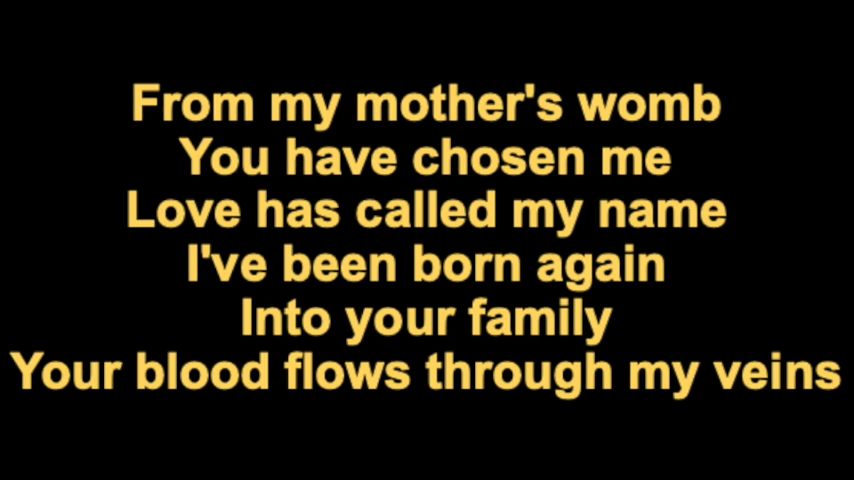 From my mother's womb
You have chosen me
Love has called my name
I've been born again
Into your family
Your blood flows through my veins